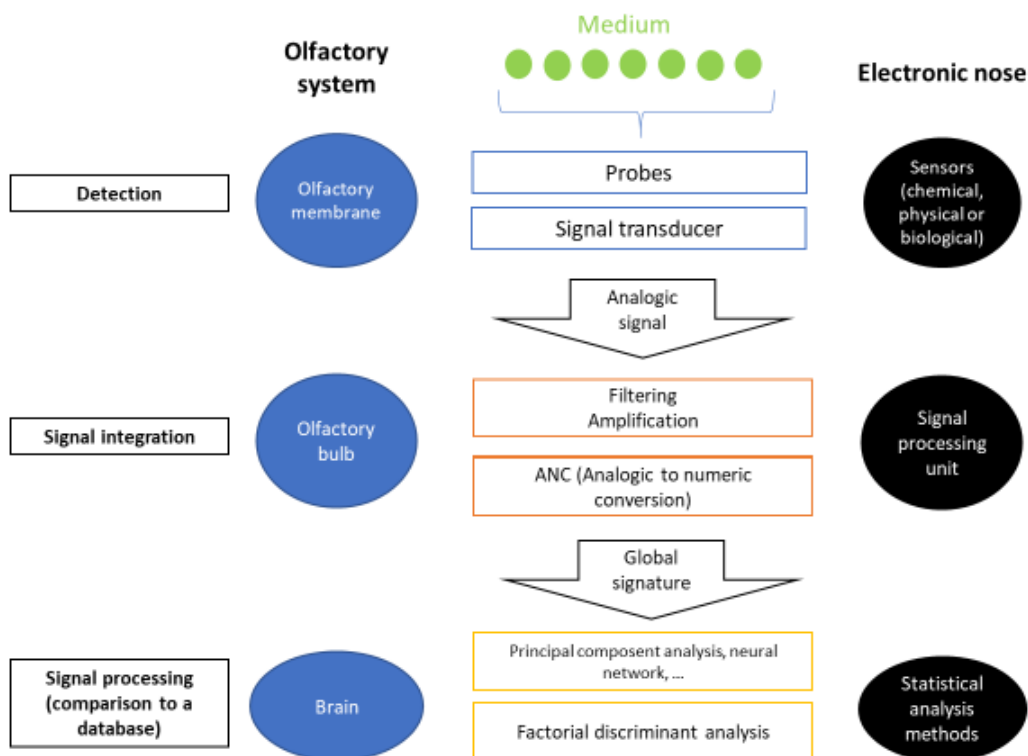 Medium
Olfactory
system
Electronic nose
Detection
Olfactory
membrane
Probes
Signal transducer
Sensors
(chemical,
physical or
biological)
Analogic
signal
Signal integration
Olfactory
bulb
Filtering
Amplification
ANC (Analogic to numeric
conversion)
Signal
processing
unit
Global
signature
Signal processing
(comparison to a
database)
Brain
Principal component analysis, neural
network, ...
Factorial discriminant analysis
Statistical
analysis
methods